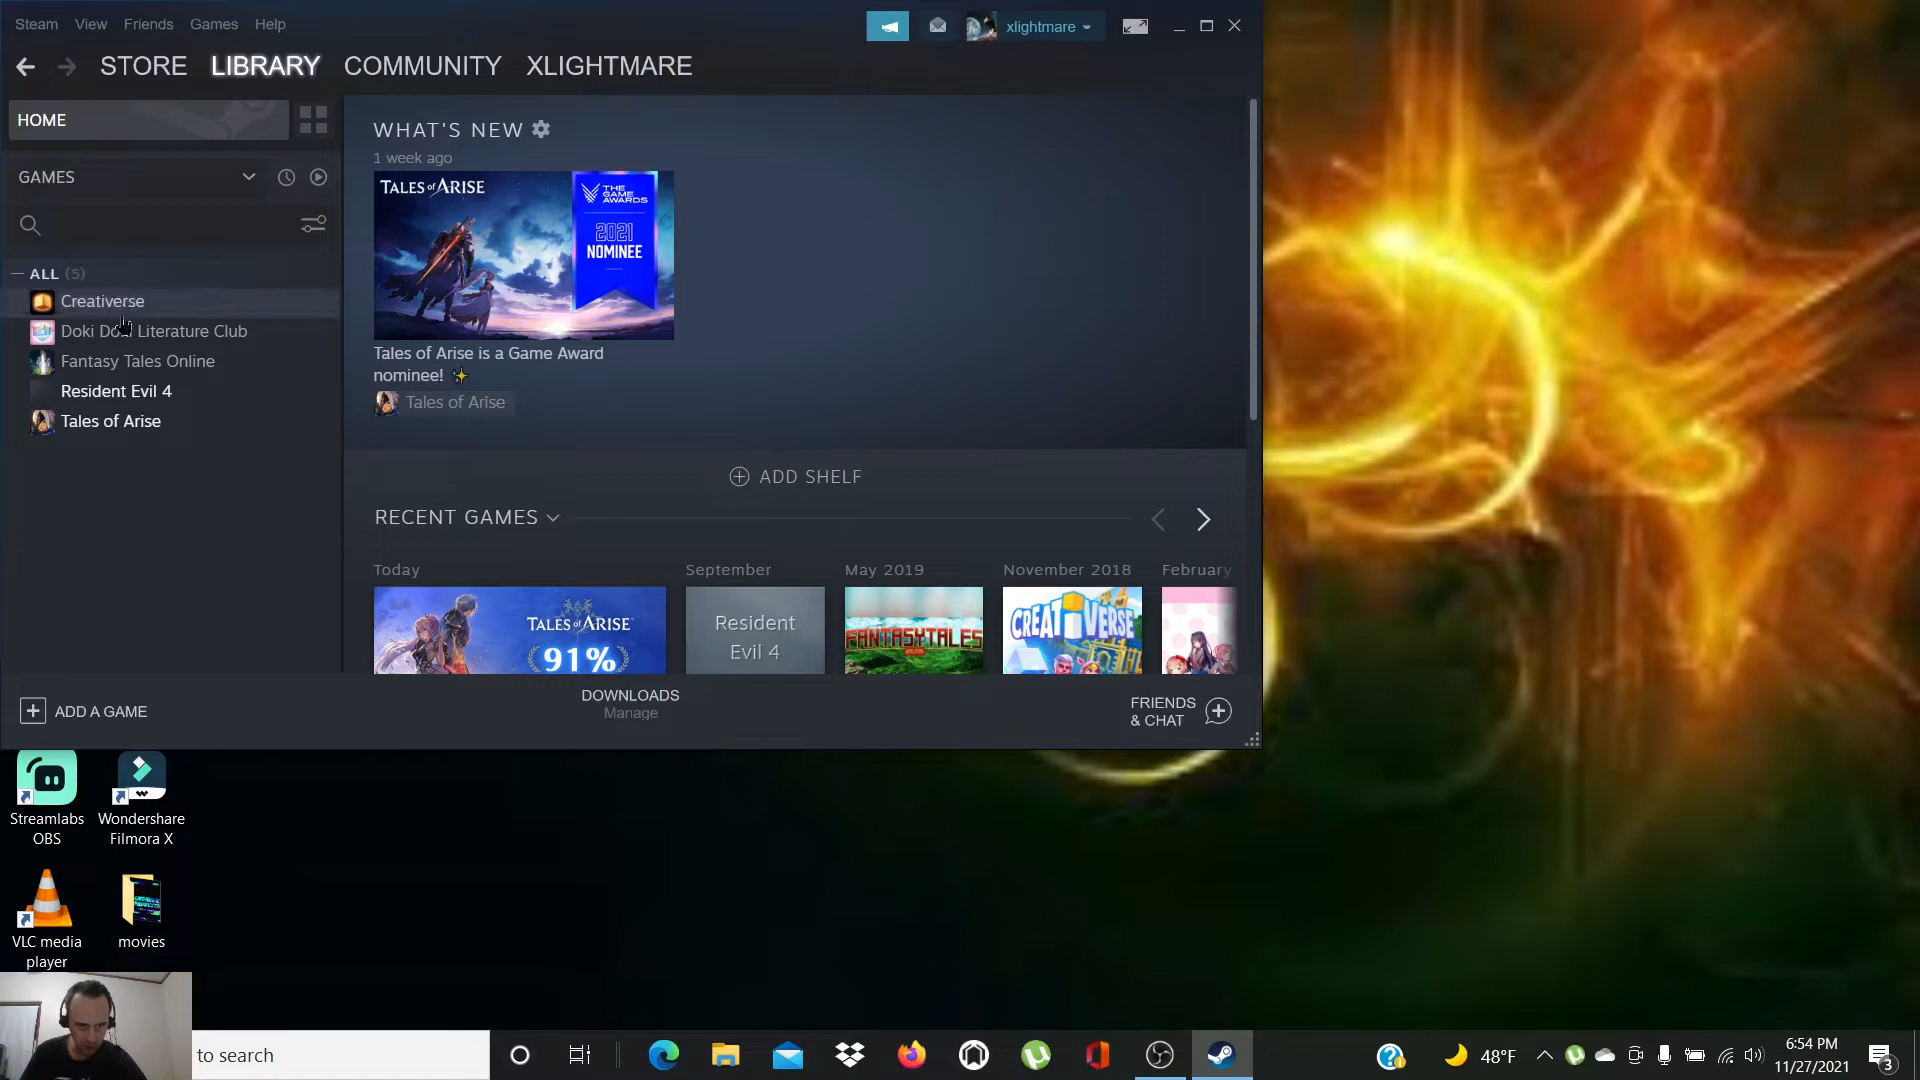 Steam View Friends Games Help
xlightmare
STORE LIBRARY COMMUNITY XLIGHTMARE
HOME
GAMES
ALL (5)
Creativerse
Doki Doki Literature Club
Fantasy Tales Online
Resident Evil 4
Tales of Arise
WHAT'S NEW
1 week ago
TALES of ARISE
THE GAME AWARDS
2021
NOMINEE
Tales of Arise is a Game Award
nominee! ✨
Tales of Arise
ADD SHELF
RECENT GAMES
Today
September
May 2019
November 2018
February
TALES of ARISE
91%
Resident
Evil 4
FANTASYTALES
CREATIVERSE
ADD A GAME
DOWNLOADS
Manage
FRIENDS
& CHAT
Streamlabs
OBS
Wondershare
Filmora X
VLC media
player
movies
to search
48°F
6:54 PM
11/27/2021
3